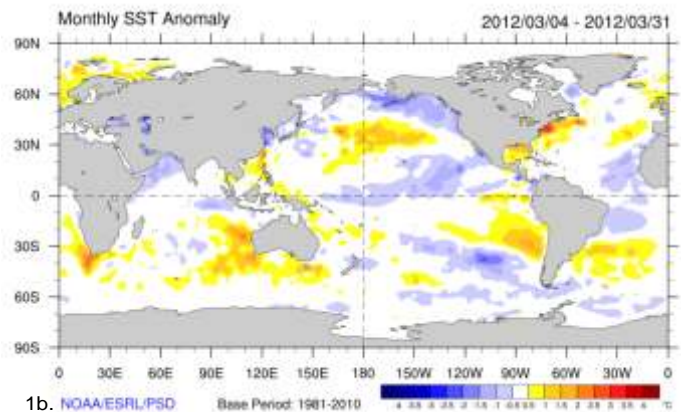 Monthly SST Anomaly 2012/03/04 - 2012/03/31
90N
60N
30N
0
30S
60S
90S
0 30E 60E 90E 120E 150E 180 150W 120W 90W 60W 30W 0
1b. NOAA/ESRL/PSD Base Period: 1981-2010
°C